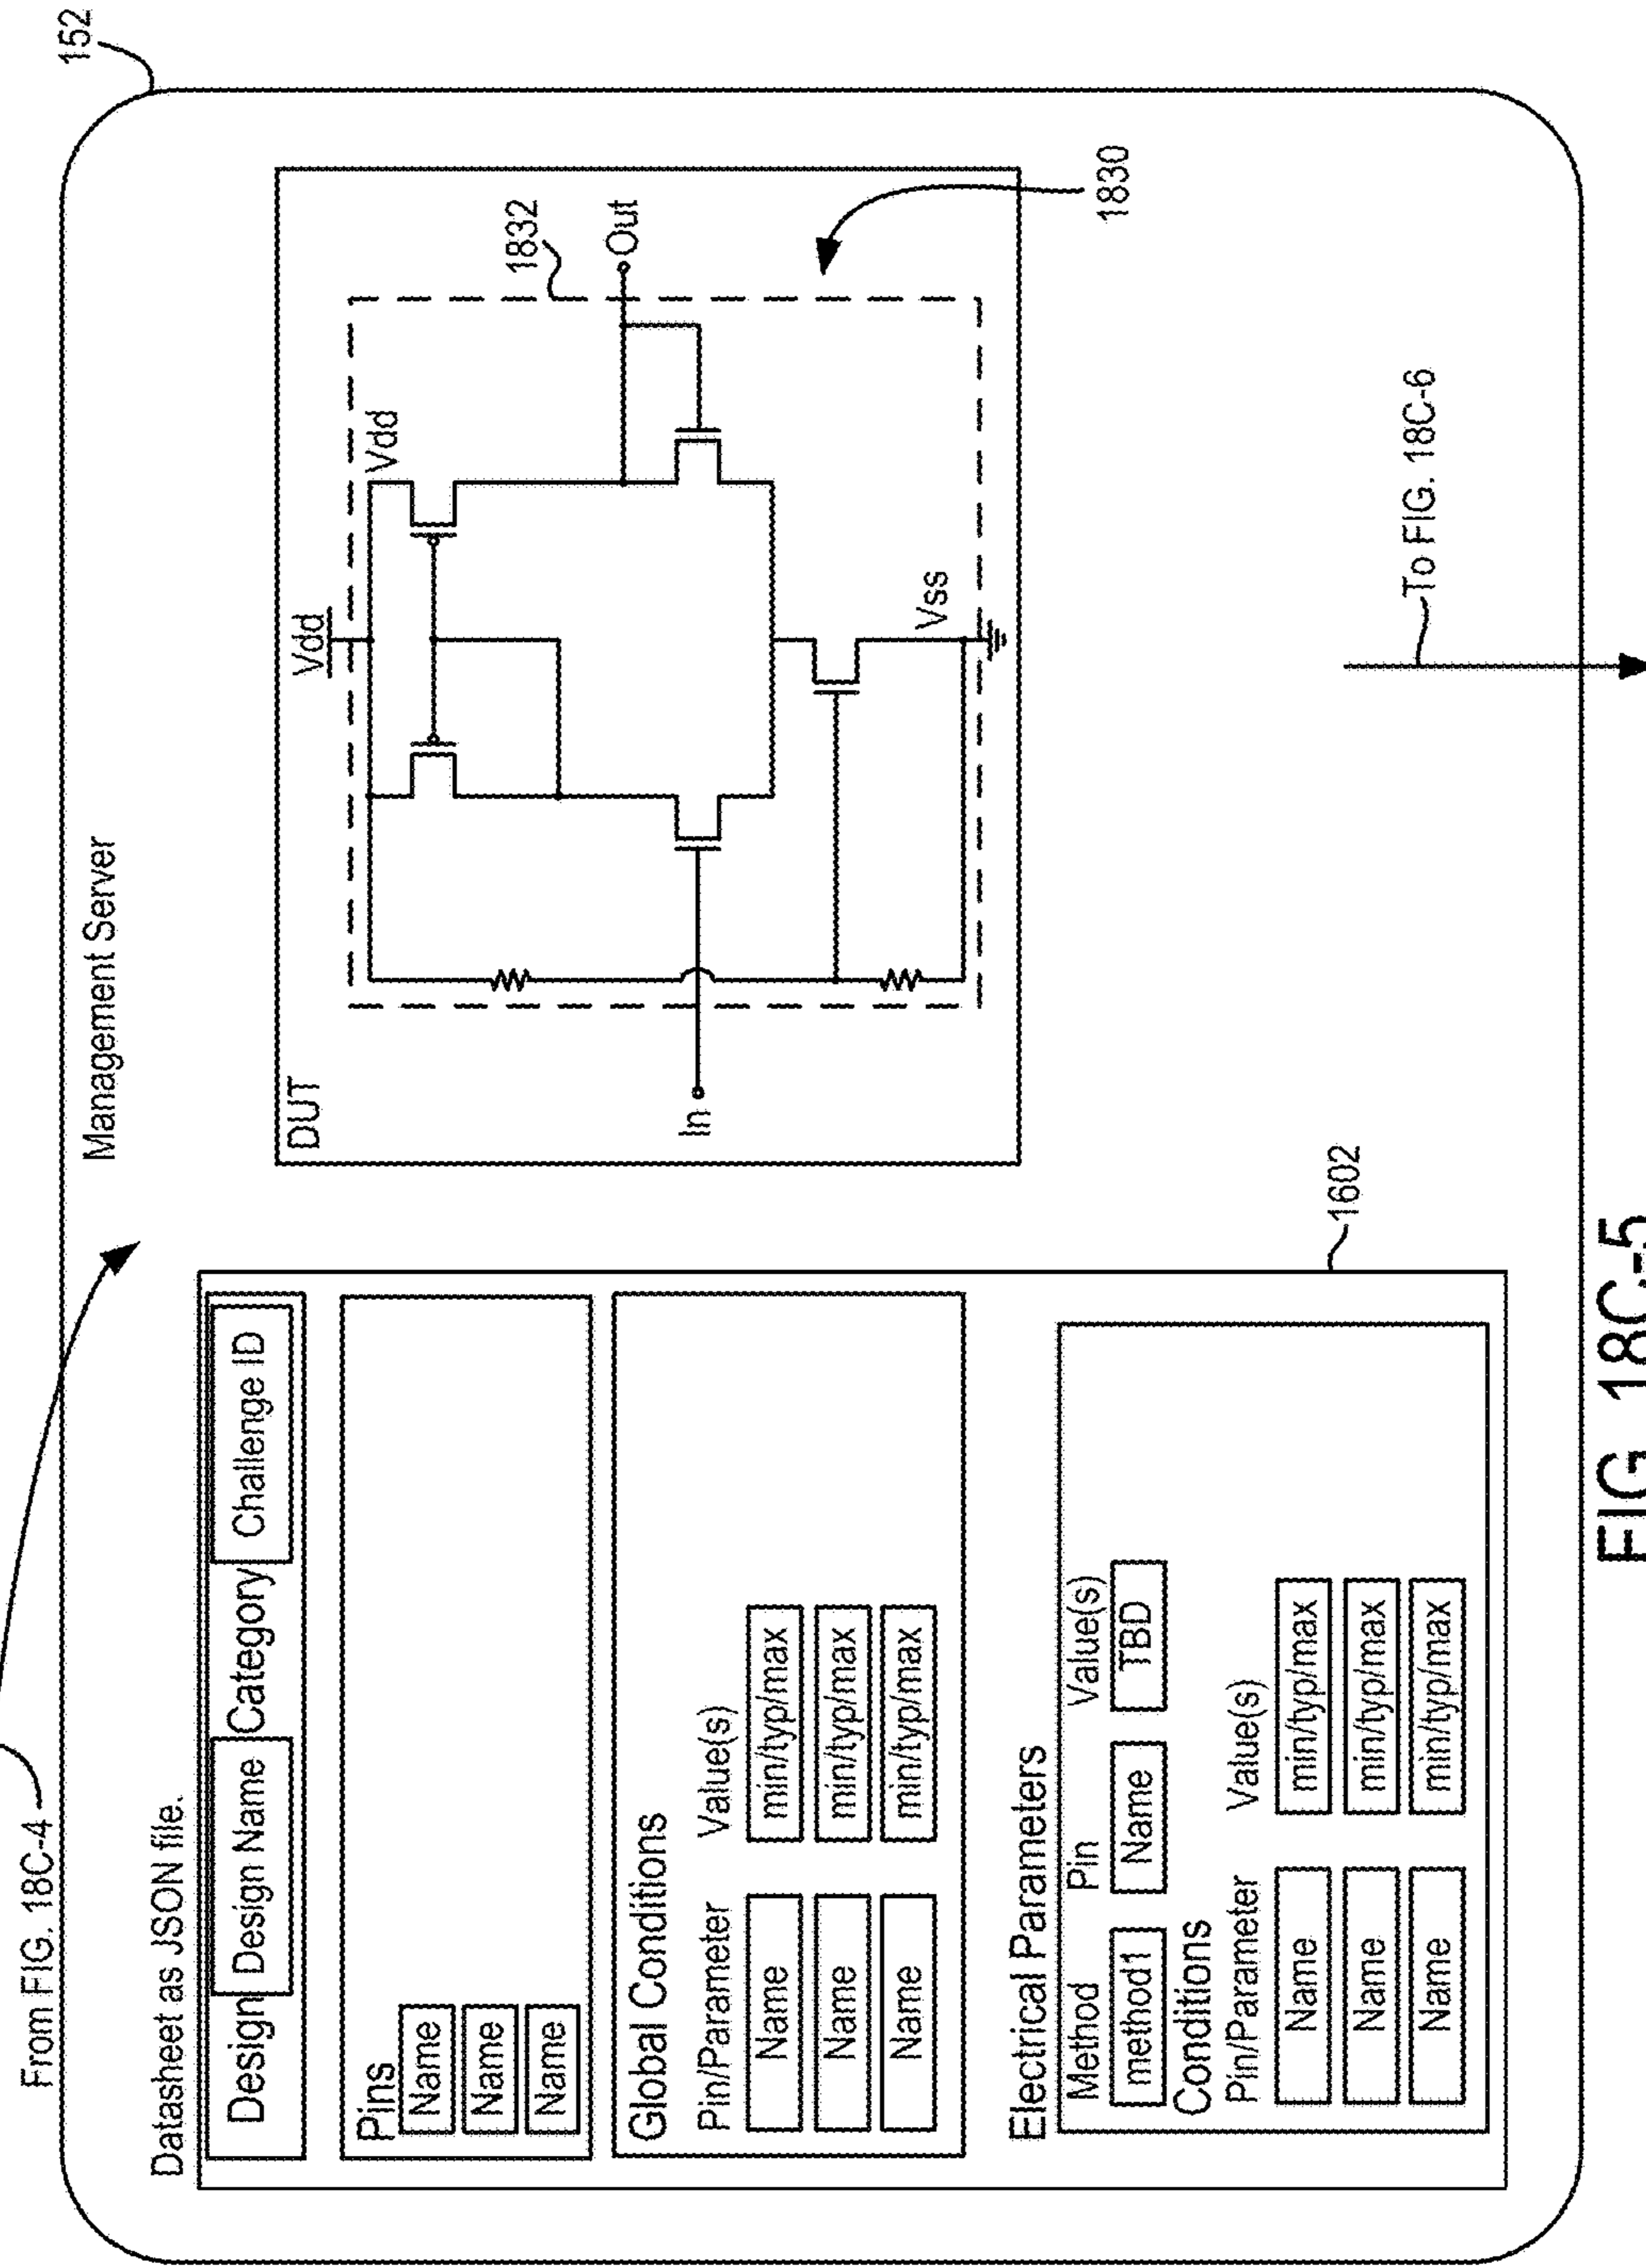 From FIG. 18C-4
152
Management Server
Datasheet as JSON file.
Design
Design Name
Category
Challenge ID
Pins
Name
Name
Name
Global Conditions
Pin/Parameter
Value(s)
Name
min/typ/max
Name
min/typ/max
Name
min/typ/max
Electrical Parameters
Method
Pin
Value(s)
method1
Name
TBD
Conditions
Pin/Parameter
Value(s)
Name
min/typ/max
Name
min/typ/max
Name
min/typ/max
1602
DUT
Vdd
Vdd
1832
In
Out
Vss
1830
To FIG. 18C-6
FIG. 18C-5